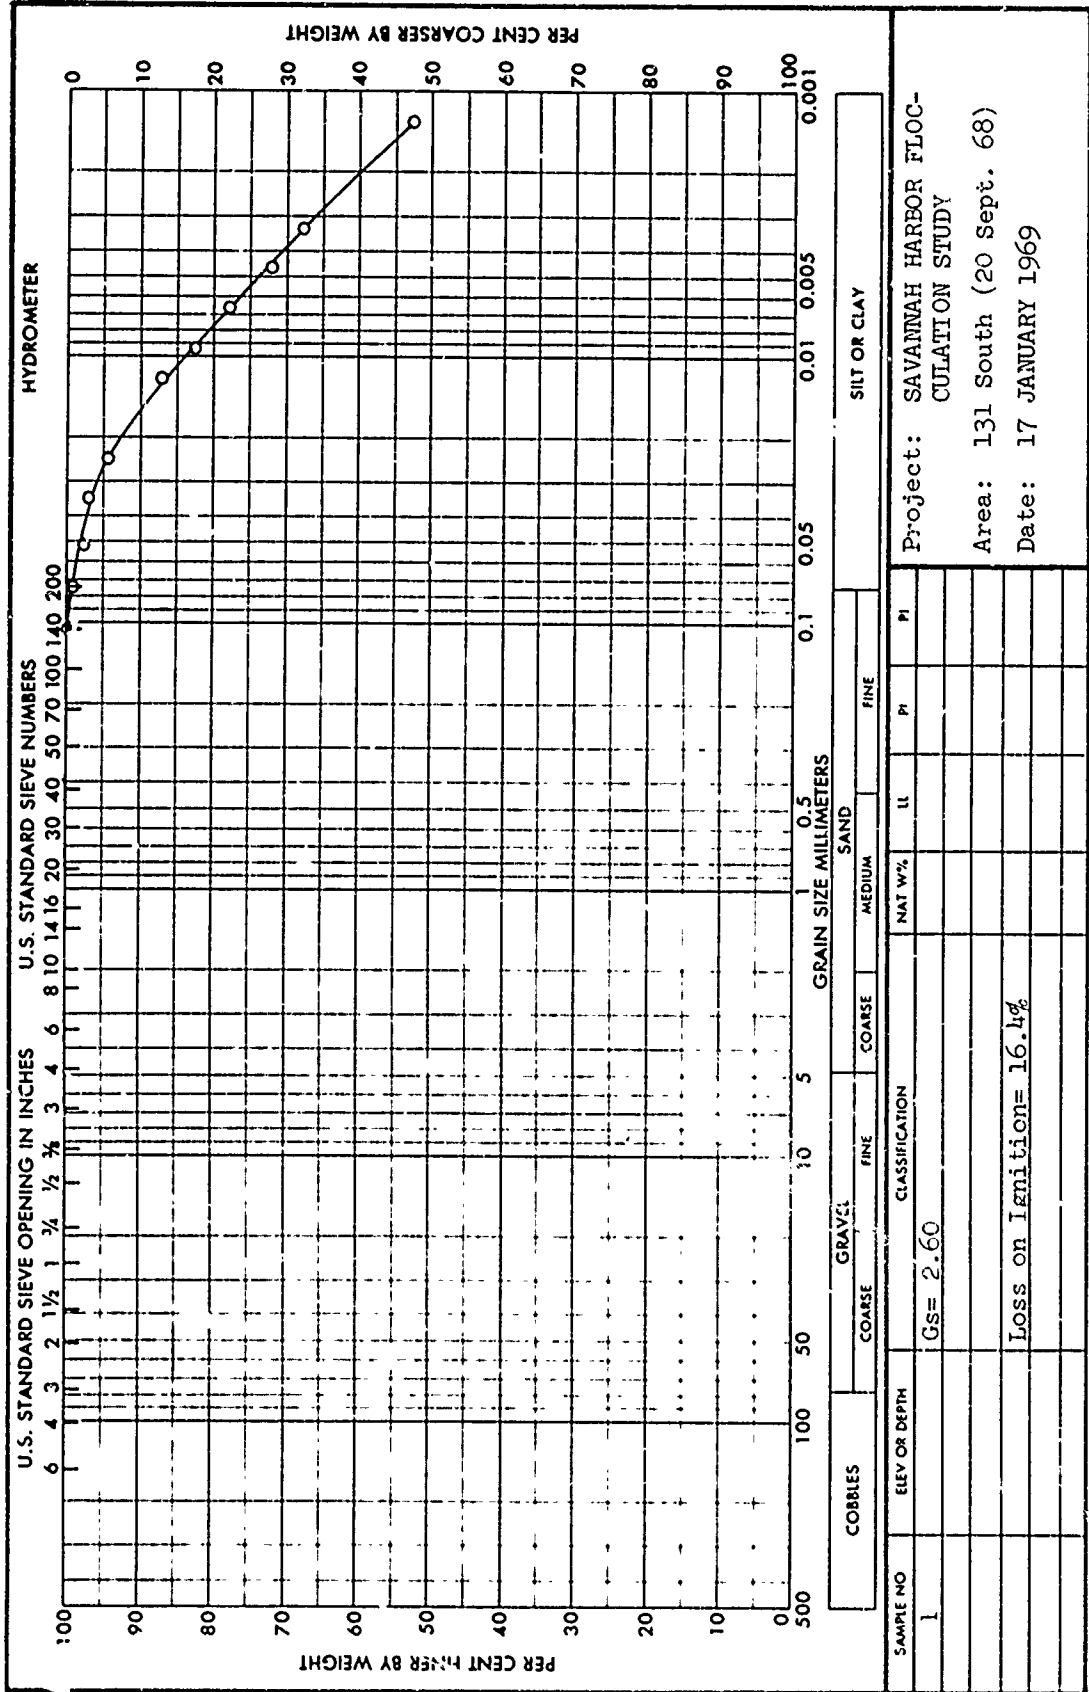 U.S. STANDARD SIEVE OPENING IN INCHES
U.S. STANDARD SIEVE NUMBERS
HYDROMETER
6 4 3 2 1½ 1 ¾ ½ ⅜ 3 4 6 8 10 14 16 20 30 40 50 70 100 140 200
PER CENT FINER BY WEIGHT
100
90
80
70
60
50
40
30
20
10
0
PER CENT COARSER BY WEIGHT
0
10
20
30
40
50
60
70
80
90
100
500 100 50 10 5 1 0.5 0.1 0.05 0.01 0.005 0.001
GRAIN SIZE MILLIMETERS
COBBLES
GRAVEL
COARSE FINE
SAND
COARSE MEDIUM FINE
SILT OR CLAY
SAMPLE NO ELEV OR DEPTH CLASSIFICATION NAT W% LL Pl PI
1 Gs= 2.60
Loss on Ignition= 16.4%
Project: SAVANNAH HARBOR FLOC-
CULATION STUDY
Area: 131 South (20 Sept. 68)
Date: 17 JANUARY 1969